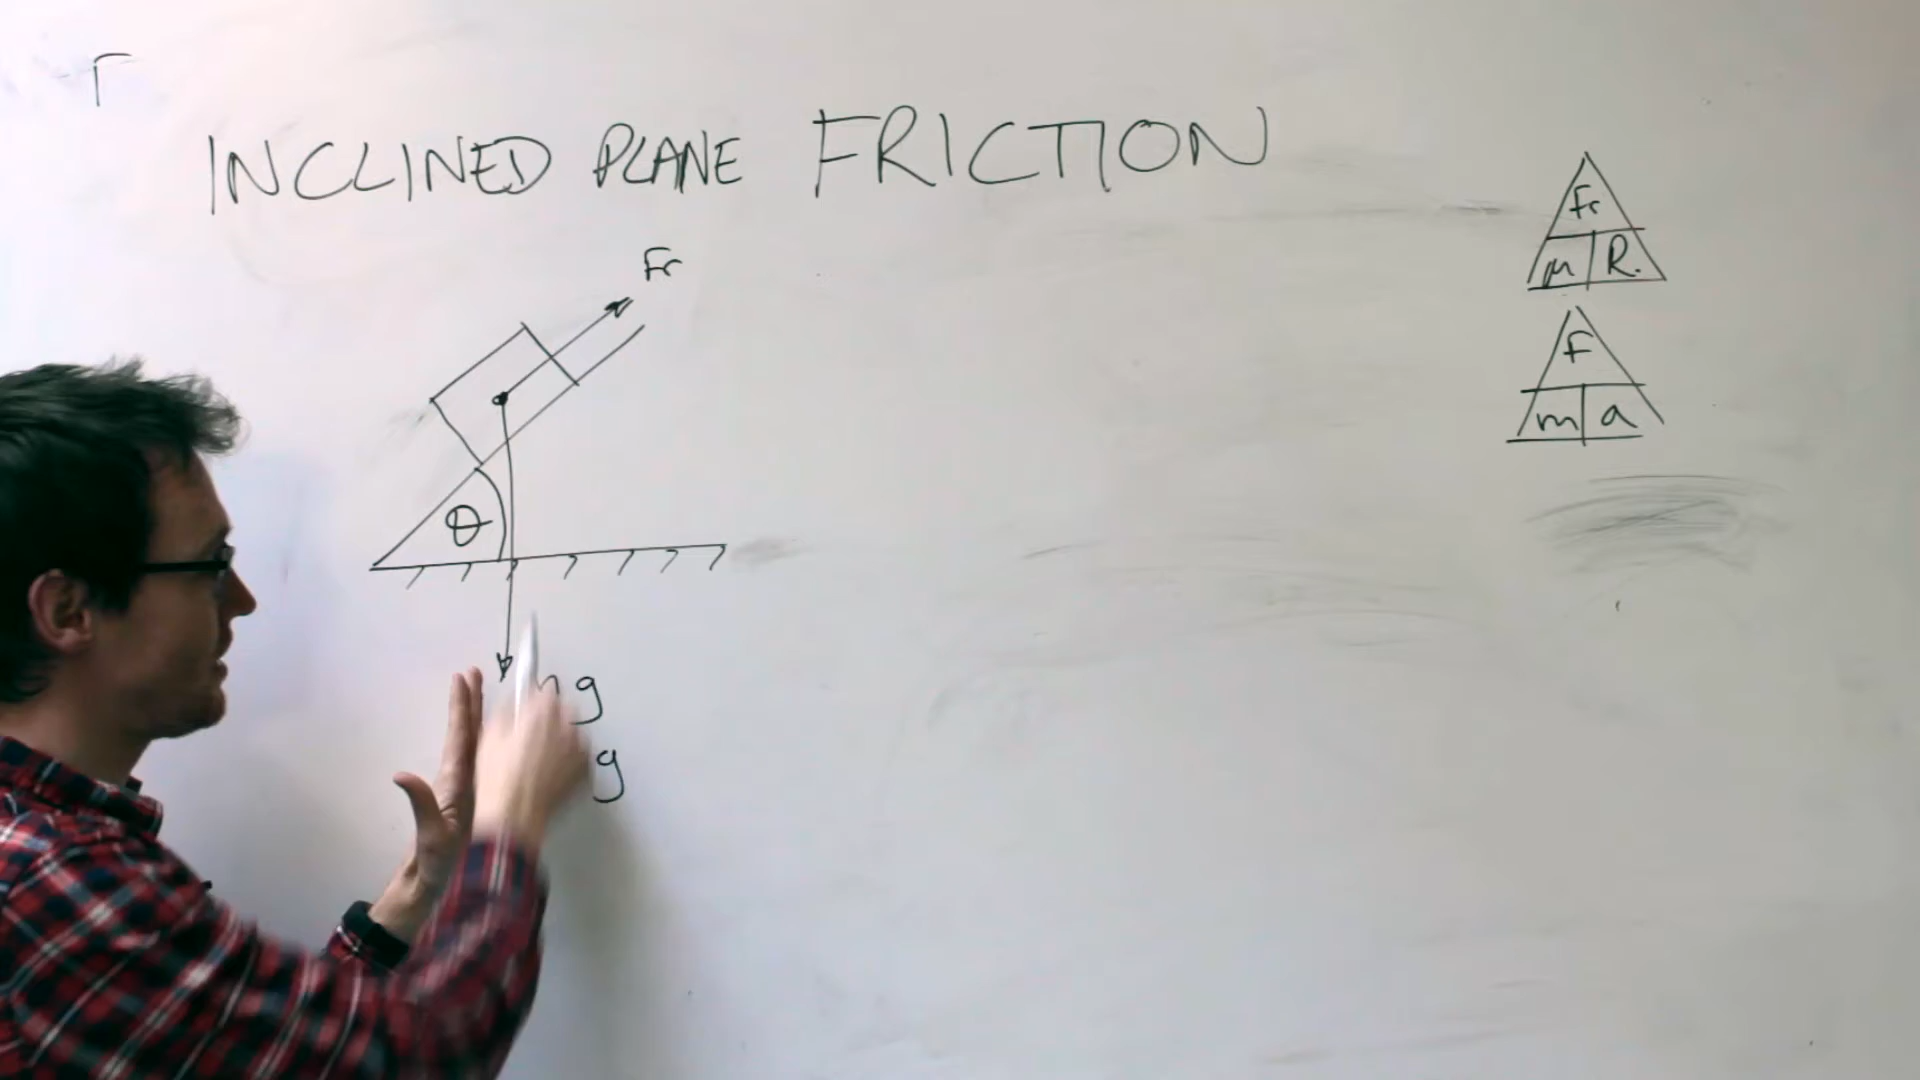 INCLINED PLANE FRICTION
Fr
Fr
μ R.
F
m a
θ
g
g